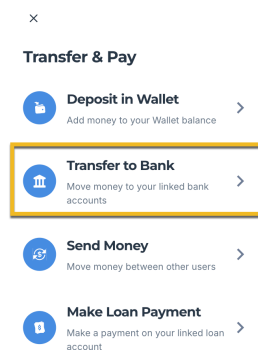 Transfer & Pay
Deposit in Wallet
Add money to your Wallet balance
Transfer to Bank
Move money to your linked bank
accounts
Send Money
Move money between other users
Make Loan Payment
Make a payment on your linked loan
account